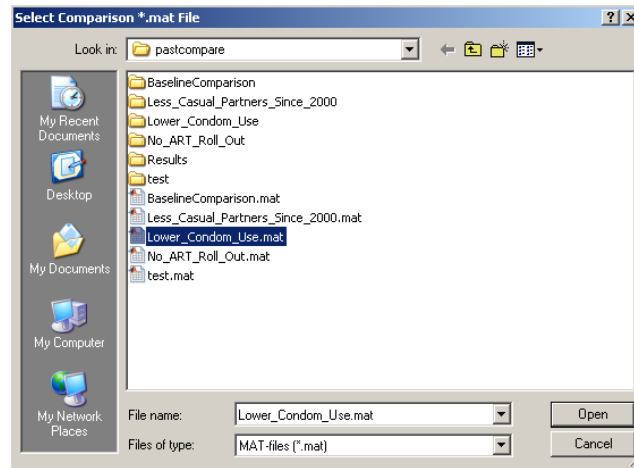 Select Comparison *.mat File
Look in:
pastcompare
My Recent
Documents
Desktop
My Documents
My Computer
My Network
Places
BaselineComparison
Less_Casual_Partners_Since_2000
Lower_Condom_Use
No_ART_Roll_Out
Results
test
BaselineComparison.mat
Less_Casual_Partners_Since_2000.mat
Lower_Condom_Use.mat
No_ART_Roll_Out.mat
test.mat
File name:
Lower_Condom_Use.mat
Open
Files of type:
MAT-files (*.mat)
Cancel